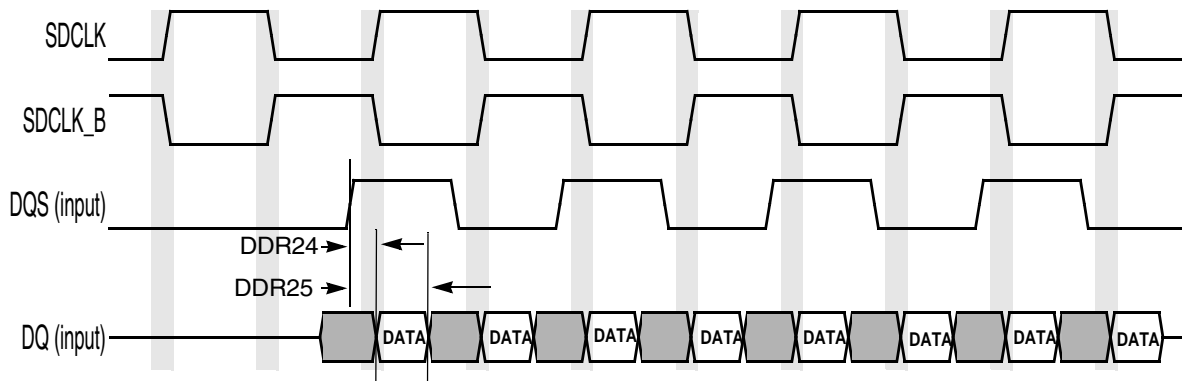 SDCLK
SDCLK_B
DQS (input)
DDR24
DDR25
DQ (input) DATA DATA DATA DATA DATA DATA DATA DATA